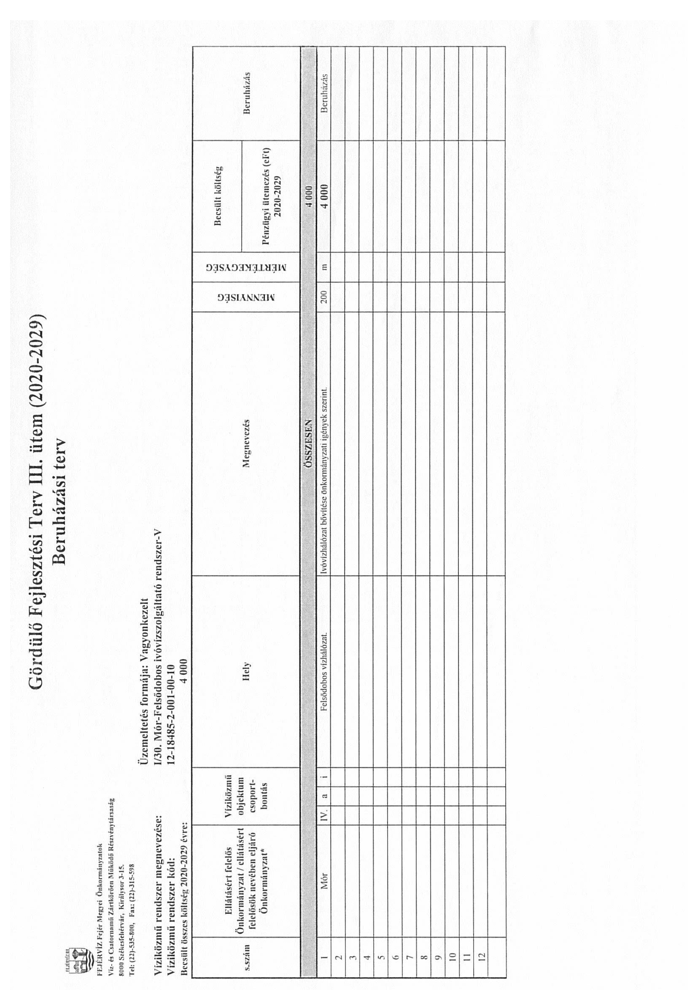 Gördülő Fejlesztési Terv III. ütem (2020-2029)
Beruházási terv
FEJÉRVÍZ Fejér Megyei Önkormányzatok
Víz- és Csatornamű Zártkörően Működő Részvénytársaság
8000 Székesfehérvár, Királysor 3-15.
Tel: (22)-535-800, Fax: (22)-315-598
Üzemeltetés formája: Vagyonkezelt
Víziközmű rendszer megnevezése: I/30. Mór-Felsődobos ivóvízszolgáltató rendszer-V
Víziközmű rendszer kód: 12-18485-2-001-00-10
Becsült összes költség 2020-2029 évre: 4 000
s.szám
Ellátásért felelős
Önkormányzat / ellátásért
felelősök nevében eljáró
Önkormányzat*
Víziközmű
objektum
csoport-
bontás
Hely
Megnevezés
MENNYISÉG
MÉRTÉKEGYSÉG
Becsült költség
Pénzügyi ütemezés (eFt)
2020-2029
Beruházás
ÖSSZESEN 4 000
1 Mór IV. a i Felsődobos vízhálózat. Ivóvízhálózat bővítése önkormányzati igények szerint. 200 m 4 000 Beruházás
2
3
4
5
6
7
8
9
10
11
12